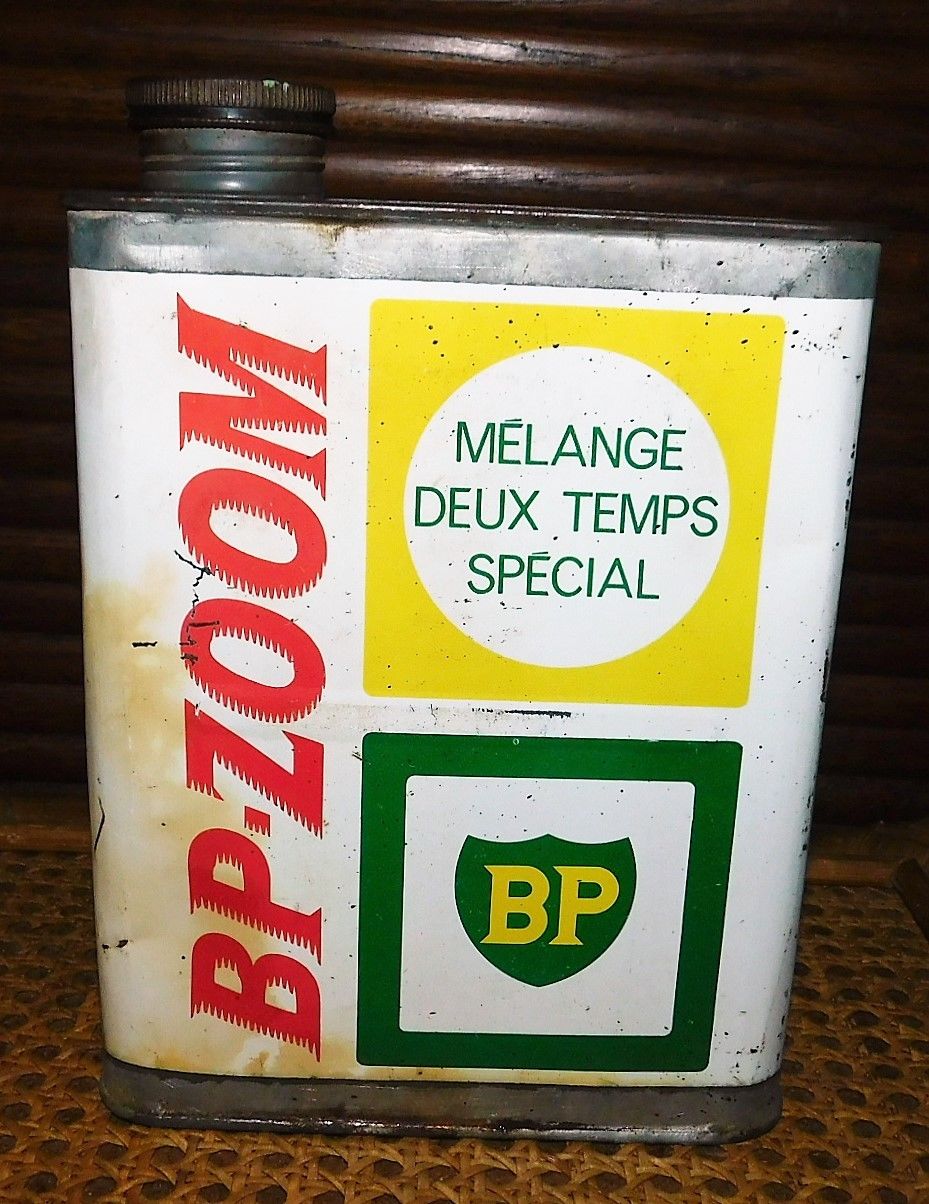 BP-ZOOM
MÉLANGE
DEUX TEMPS
SPÉCIAL
BP